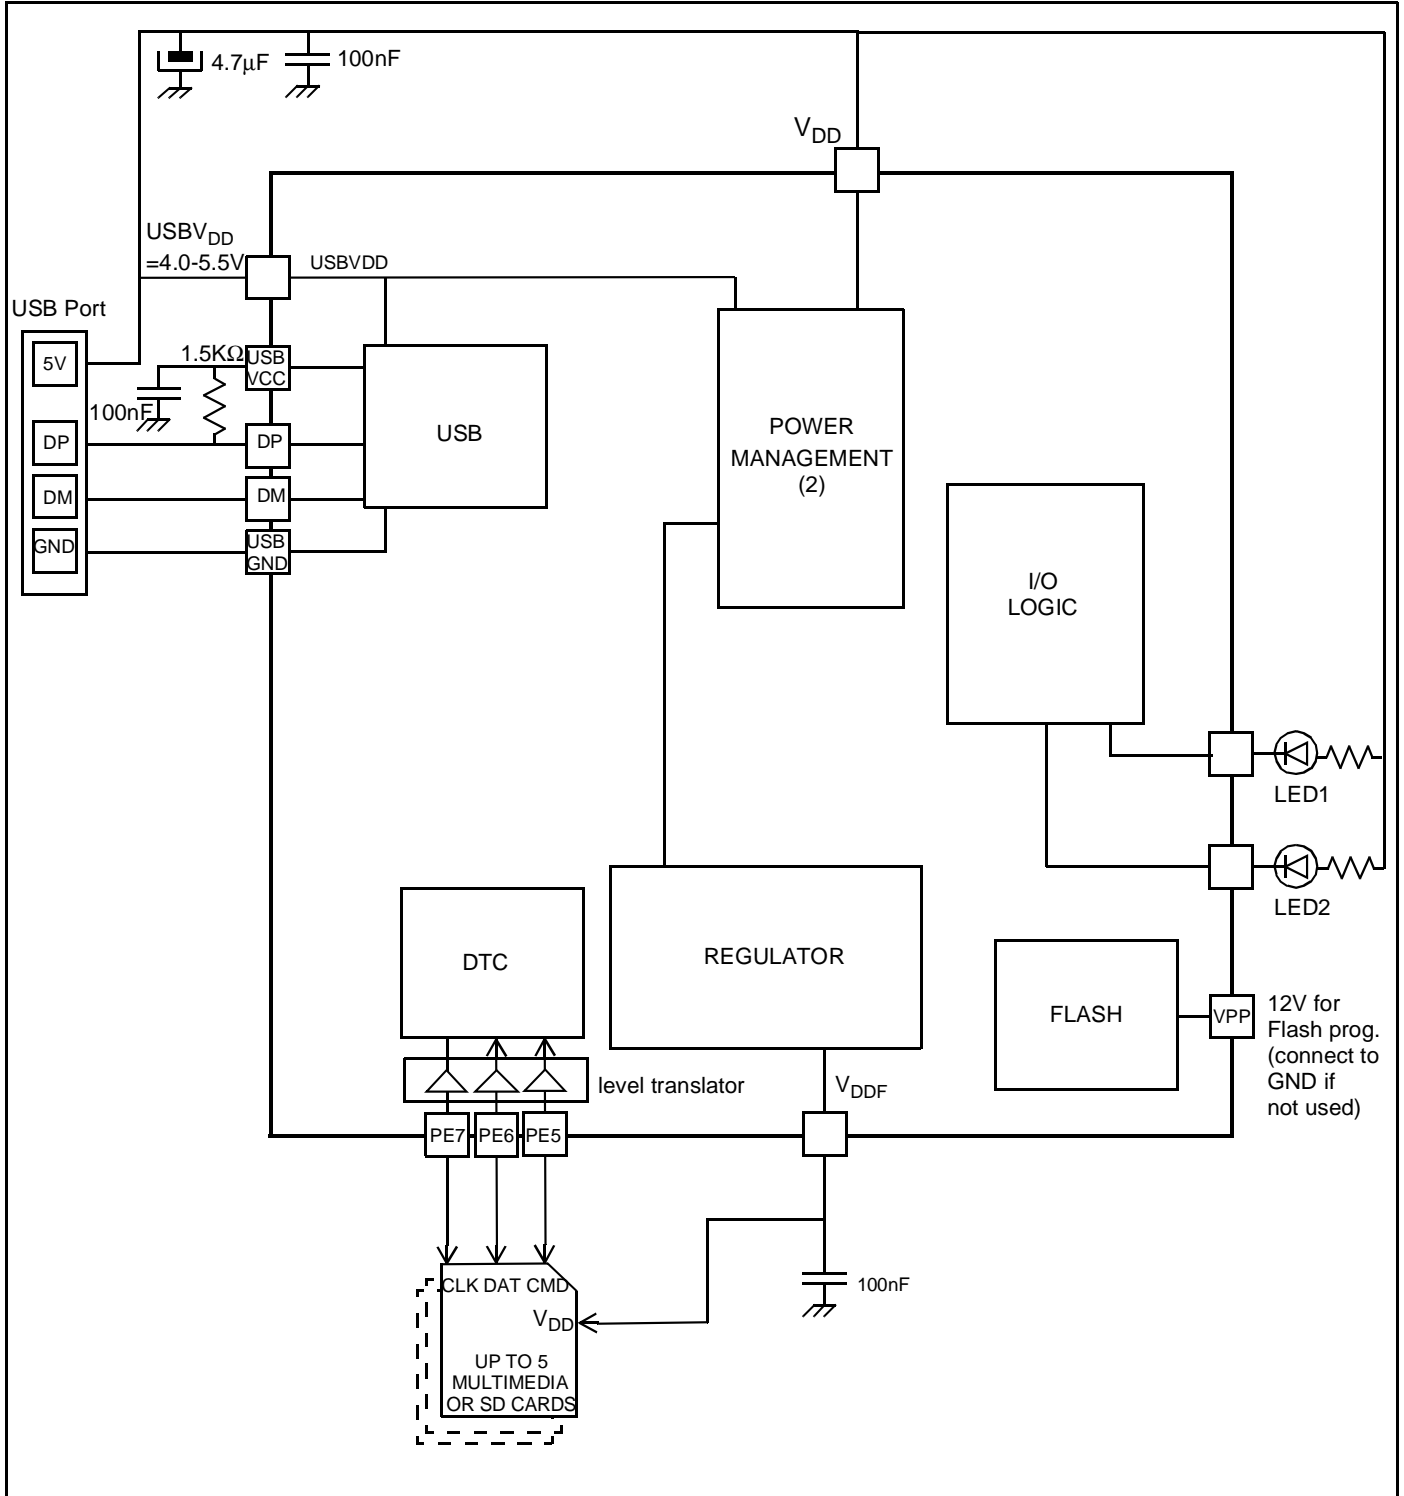 4.7μF
100nF
VDD
USBVDD
=4.0-5.5V
USBVDD
USB Port
5V
1.5KΩ
USB
VCC
100nF
DP
DP
DM
DM
GND
USB
GND
USB
POWER
MANAGEMENT
(2)
I/O
LOGIC
LED1
LED2
DTC
REGULATOR
FLASH
VPP
12V for
Flash prog.
(connect to
GND if
not used)
level translator
VDDF
PE7
PE6
PE5
CLK DAT CMD
VDD
100nF
UP TO 5
MULTIMEDIA
OR SD CARDS